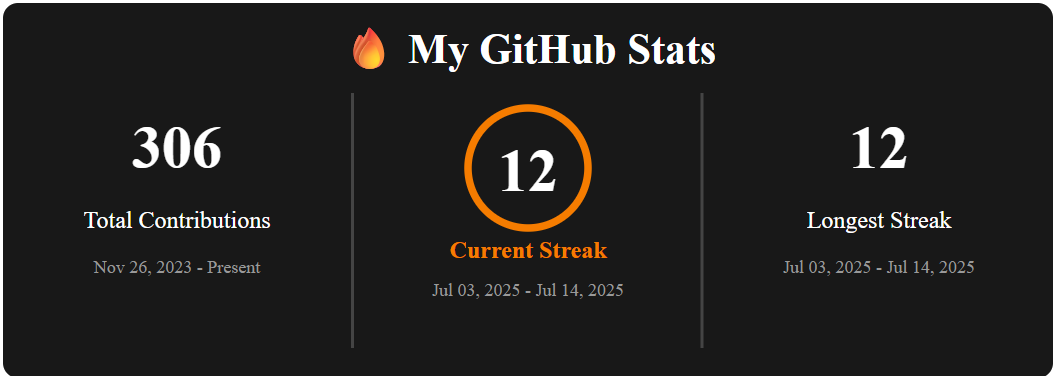 🔥 My GitHub Stats
306
Total Contributions
Nov 26, 2023 - Present
12
Current Streak
Jul 03, 2025 - Jul 14, 2025
12
Longest Streak
Jul 03, 2025 - Jul 14, 2025